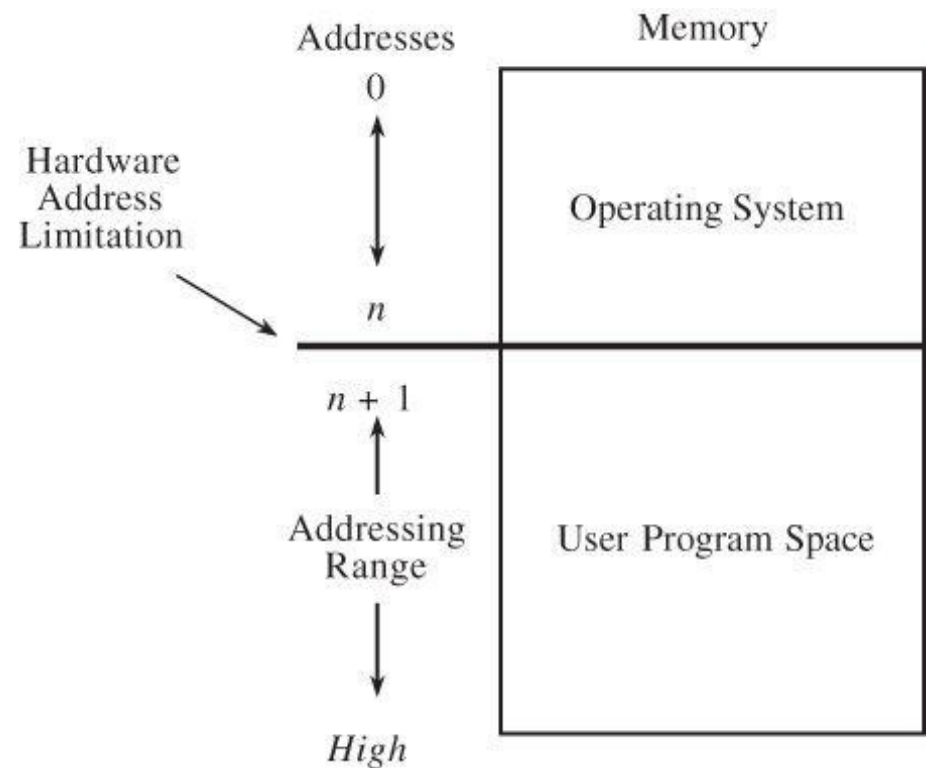 Addresses
Memory
0
Hardware
Address
Limitation
Operating System
n
n + 1
Addressing
Range
User Program Space
High